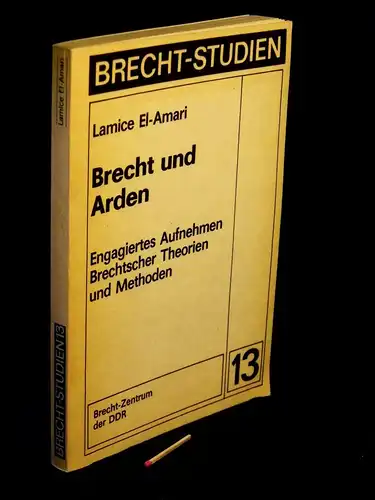 BRECHT-STUDIEN
Lamice El-Amari
Brecht und
Arden
Engagiertes Aufnehmen
Brechtscher Theorien
und Methoden
13
Brecht-Zentrum
der DDR
Lamice El-Amari
BRECHT-STUDIEN 13